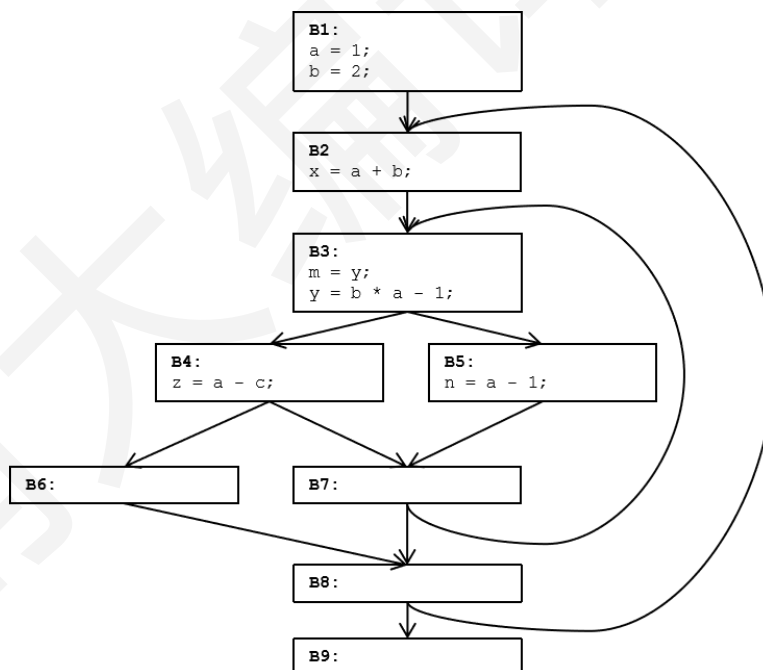 B1:
a = 1;
b = 2;
B2
x = a + b;
B3:
m = y;
y = b * a - 1;
B4:
z = a - c;
B5:
n = a - 1;
B6:
B7:
B8:
B9: